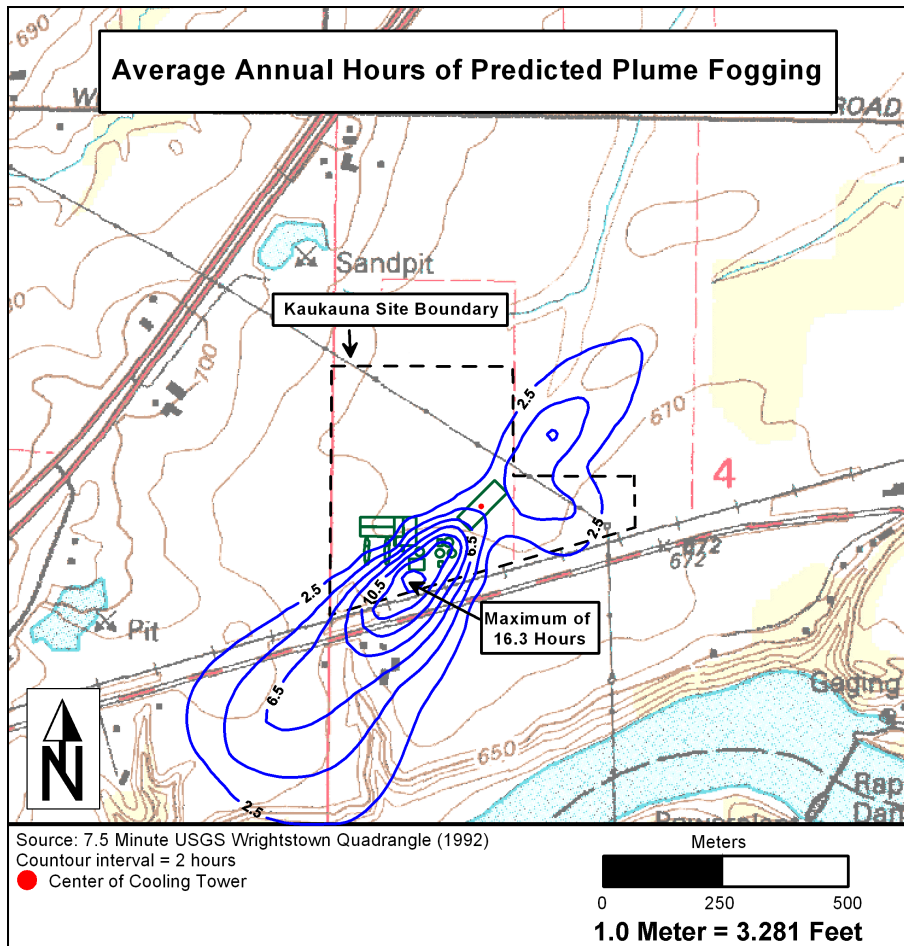 690
Average Annual Hours of Predicted Plume Fogging
ROAD
Sandpit
Kaukauna Site Boundary
700
2.5
670
4
6.5
2.5
672
672
2.5
10.5
Pit
Maximum of
16.3 Hours
6.5
Gaging
N
650
2.5
Rap
Dam
Source: 7.5 Minute USGS Wrightstown Quadrangle (1992)
Countour interval = 2 hours
Center of Cooling Tower
Meters
0 250 500
1.0 Meter = 3.281 Feet